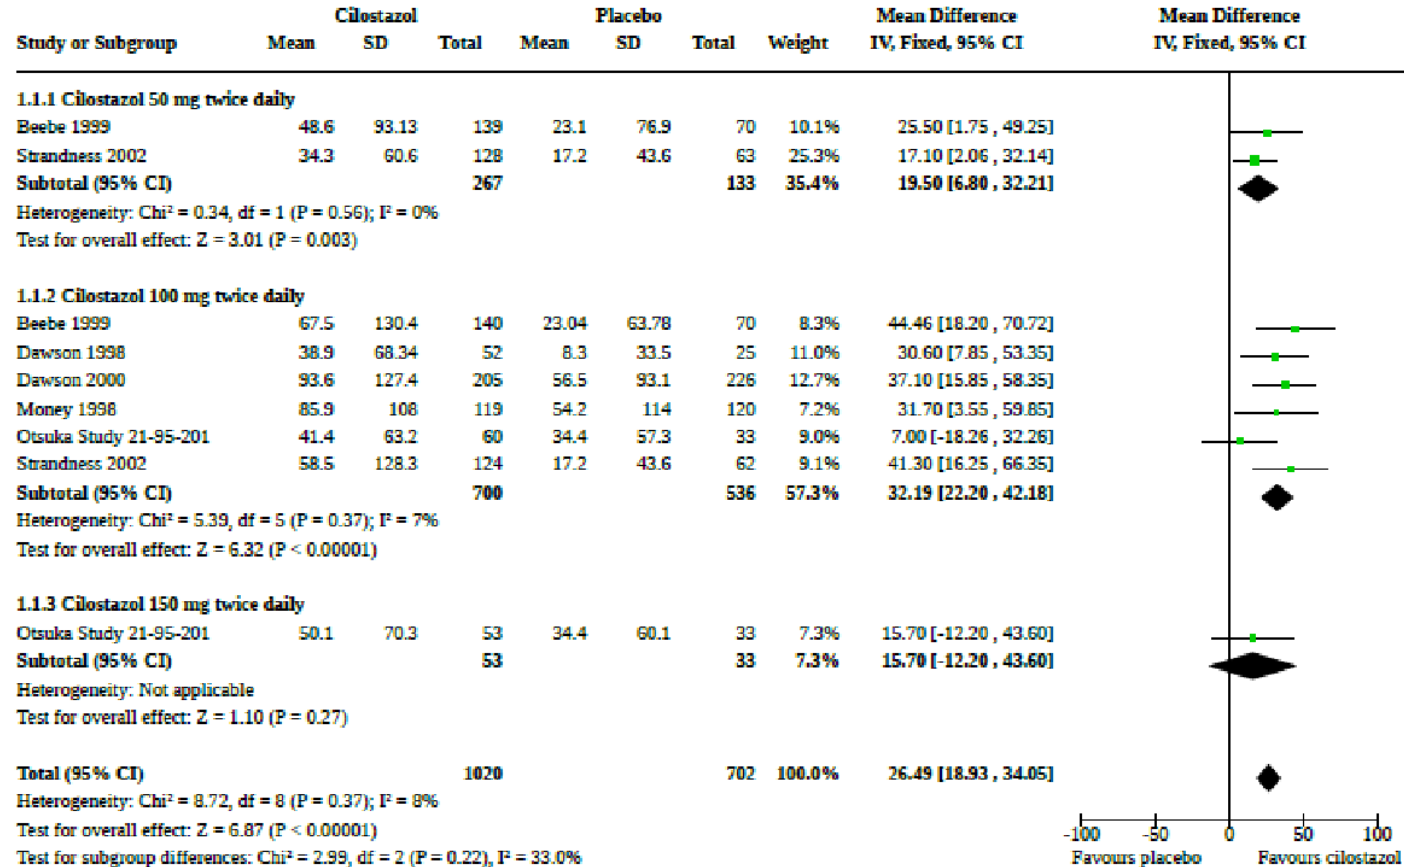 Cilostazol Placebo Mean Difference Mean Difference
Study or Subgroup Mean SD Total Mean SD Total Weight IV, Fixed, 95% CI IV, Fixed, 95% CI
1.1.1 Cilostazol 50 mg twice daily
Beebe 1999 48.6 93.13 139 23.1 76.9 70 10.1% 25.50 [1.75 , 49.25]
Strandness 2002 34.3 60.6 128 17.2 43.6 63 25.3% 17.10 [2.06 , 32.14]
Subtotal (95% CI) 267 133 35.4% 19.50 [6.80 , 32.21]
Heterogeneity: Chi² = 0.34, df = 1 (P = 0.56); I² = 0%
Test for overall effect: Z = 3.01 (P = 0.003)
1.1.2 Cilostazol 100 mg twice daily
Beebe 1999 67.5 130.4 140 23.04 63.78 70 8.3% 44.46 [18.20 , 70.72]
Dawson 1998 38.9 68.34 52 8.3 33.5 25 11.0% 30.60 [7.85 , 53.35]
Dawson 2000 93.6 127.4 205 56.5 93.1 226 12.7% 37.10 [15.85 , 58.35]
Money 1998 85.9 108 119 54.2 114 120 7.2% 31.70 [3.55 , 59.85]
Otsuka Study 21-95-201 41.4 63.2 60 34.4 57.3 33 9.0% 7.00 [-18.26 , 32.26]
Strandness 2002 58.5 128.3 124 17.2 43.6 62 9.1% 41.30 [16.25 , 66.35]
Subtotal (95% CI) 700 536 57.3% 32.19 [22.20 , 42.18]
Heterogeneity: Chi² = 5.39, df = 5 (P = 0.37); I² = 7%
Test for overall effect: Z = 6.32 (P < 0.00001)
1.1.3 Cilostazol 150 mg twice daily
Otsuka Study 21-95-201 50.1 70.3 53 34.4 60.1 33 7.3% 15.70 [-12.20 , 43.60]
Subtotal (95% CI) 53 33 7.3% 15.70 [-12.20 , 43.60]
Heterogeneity: Not applicable
Test for overall effect: Z = 1.10 (P = 0.27)
Total (95% CI) 1020 702 100.0% 26.49 [18.93 , 34.05]
Heterogeneity: Chi² = 8.72, df = 8 (P = 0.37); I² = 8%
Test for overall effect: Z = 6.87 (P < 0.00001)
-100 -50 0 50 100
Test for subgroup differences: Chi² = 2.99, df = 2 (P = 0.22), I² = 33.0% Favours placebo Favours cilostazol